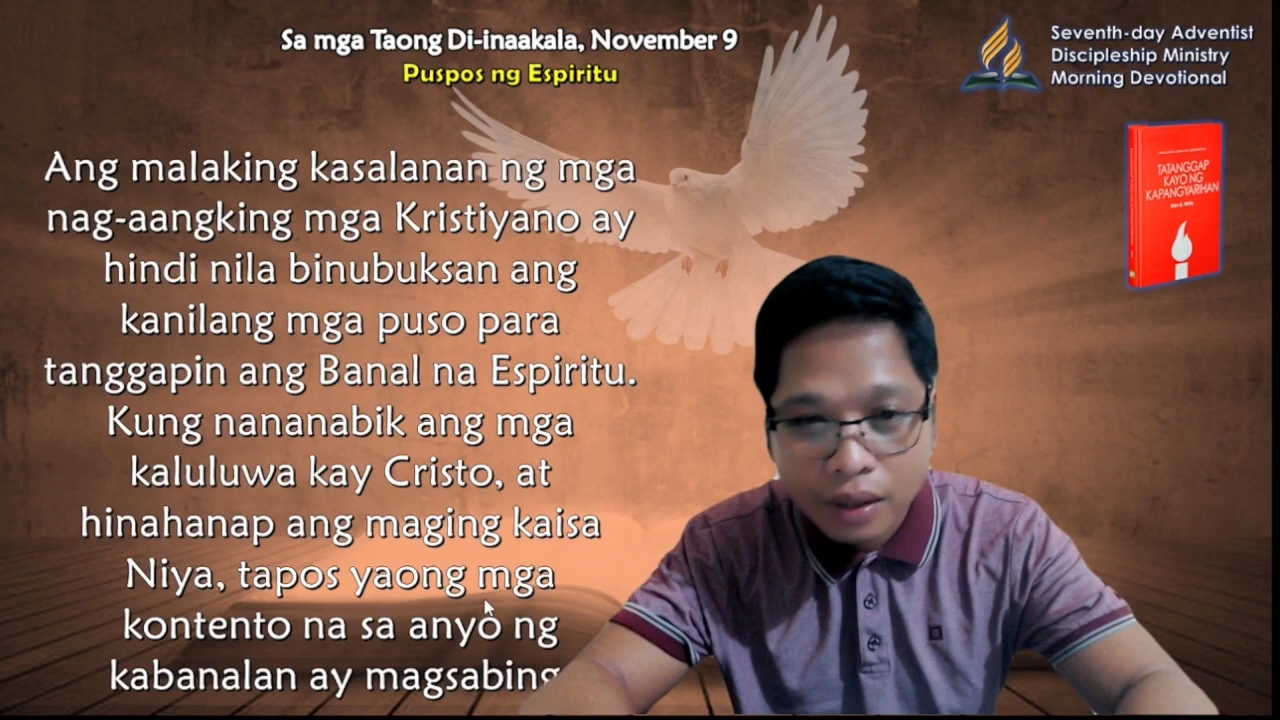 Sa mga Taong Di-inaakala, November 9
Puspos ng Espiritu
Seventh-day Adventist
Discipleship Ministry
Morning Devotional
TATANGGAP
KAYO NG
KAPANGYARIHAN
Ang malaking kasalanan ng mga
nag-aangking mga Kristiyano ay
hindi nila binubuksan ang
kanilang mga puso para
tanggapin ang Banal na Espiritu.
Kung nananabik ang mga
kaluluwa kay Cristo, at
hinahanap ang maging kaisa
Niya, tapos yaong mga
kontento na sa anyo ng
kabanalan ay magsabing